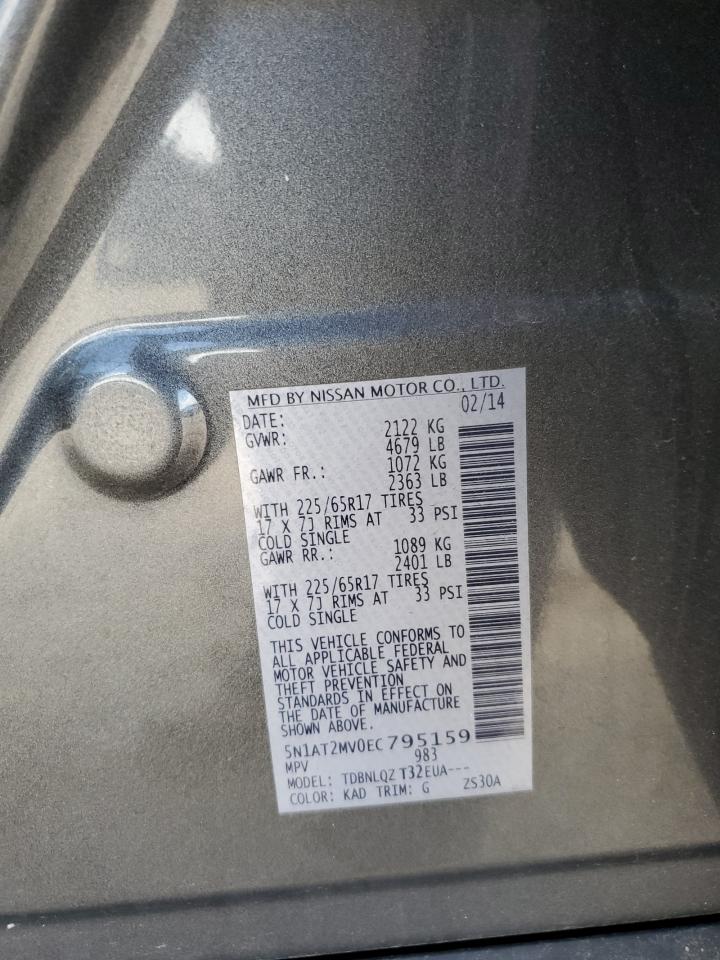 MFD BY NISSAN MOTOR CO., LTD.
DATE: 02/14
GVWR: 2122 KG
4679 LB
GAWR FR.: 1072 KG
2363 LB
WITH 225/65R17 TIRES
17 X 7J RIMS AT 33 PSI
COLD SINGLE
GAWR RR.: 1089 KG
2401 LB
WITH 225/65R17 TIRES
17 X 7J RIMS AT 33 PSI
COLD SINGLE
THIS VEHICLE CONFORMS TO
ALL APPLICABLE FEDERAL
MOTOR VEHICLE SAFETY AND
THEFT PREVENTION
STANDARDS IN EFFECT ON
THE DATE OF MANUFACTURE
SHOWN ABOVE.
5N1AT2MV0EC795159
MPV 983
MODEL: TDBNLQZ T32EUA---
COLOR: KAD TRIM: G ZS30A